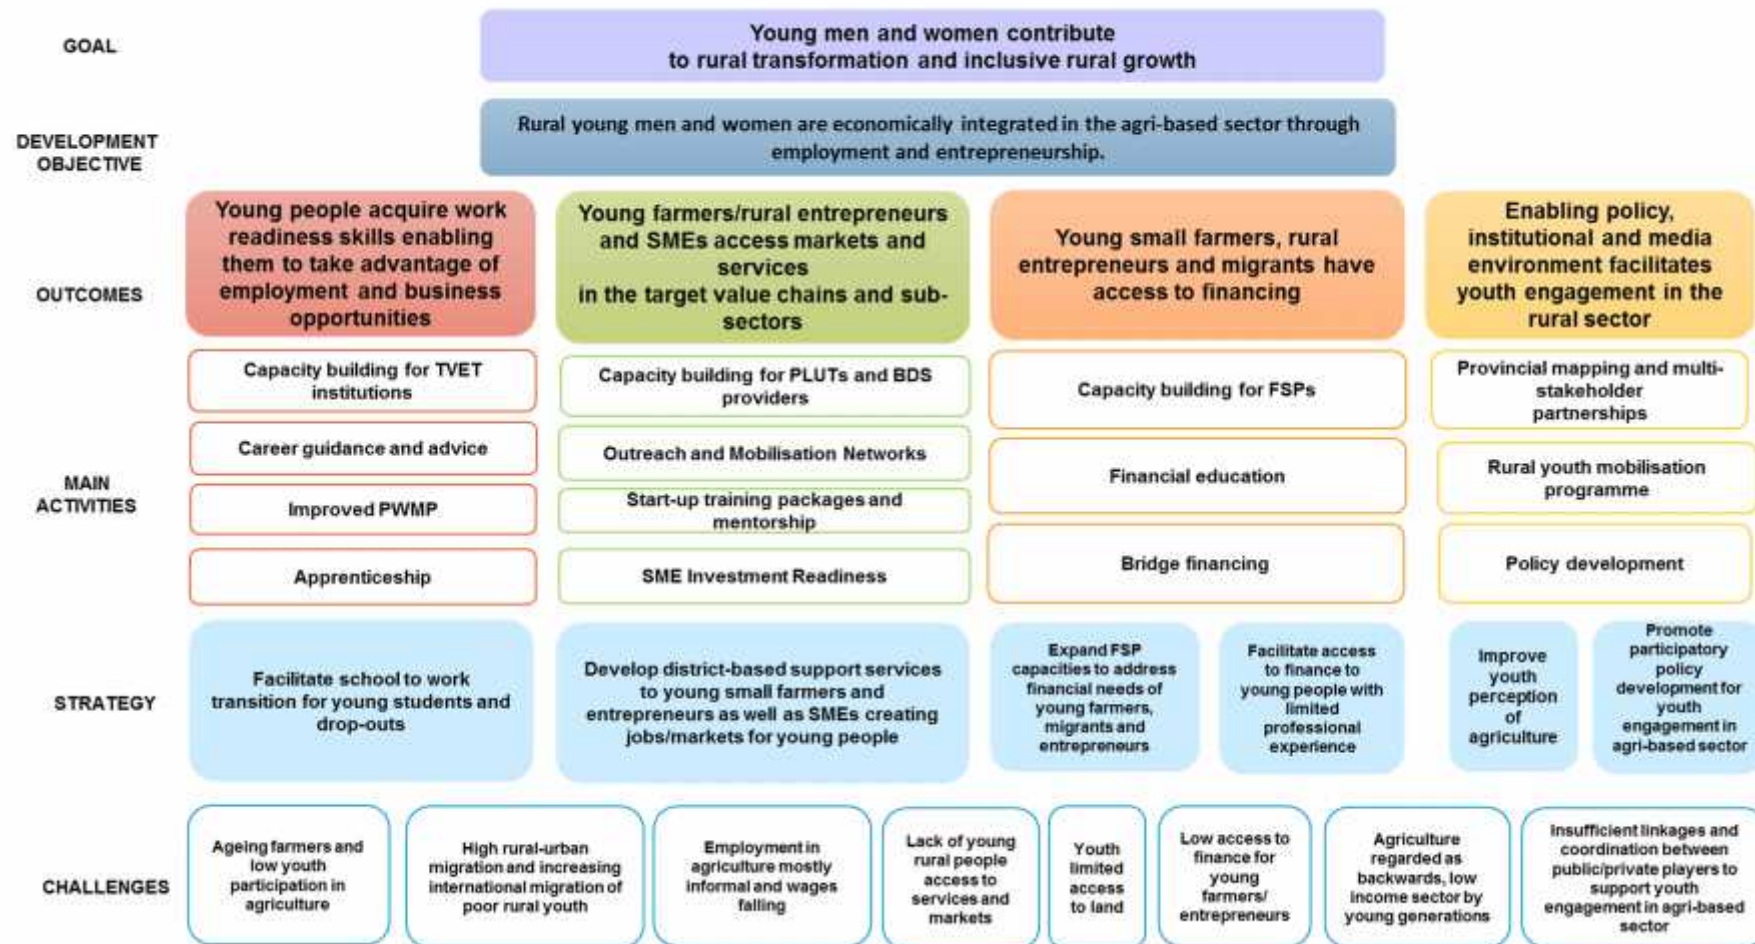 GOAL
Young men and women contribute
to rural transformation and inclusive rural growth
DEVELOPMENT
OBJECTIVE
Rural young men and women are economically integrated in the agri-based sector through
employment and entrepreneurship.
OUTCOMES
Young people acquire work
readiness skills enabling
them to take advantage of
employment and business
opportunities
Young farmers/rural entrepreneurs
and SMEs access markets and
services
in the target value chains and sub-
sectors
Young small farmers, rural
entrepreneurs and migrants have
access to financing
Enabling policy,
institutional and media
environment facilitates
youth engagement in the
rural sector
MAIN
ACTIVITIES
Capacity building for TVET
institutions
Career guidance and advice
Improved PWMP
Apprenticeship
Capacity building for PLUTs and BDS
providers
Outreach and Mobilisation Networks
Start-up training packages and
mentorship
SME Investment Readiness
Capacity building for FSPs
Financial education
Bridge financing
Provincial mapping and multi-
stakeholder
partnerships
Rural youth mobilisation
programme
Policy development
STRATEGY
Facilitate school to work
transition for young students and
drop-outs
Develop district-based support services
to young small farmers and
entrepreneurs as well as SMEs creating
jobs/markets for young people
Expand FSP
capacities to address
financial needs of
young farmers,
migrants and
entrepreneurs
Facilitate access
to finance to
young people with
limited
professional
experience
Improve
youth
perception
of
agriculture
Promote
participatory
policy
development for
youth
engagement in
agri-based sector
CHALLENGES
Ageing farmers and
low youth
participation in
agriculture
High rural-urban
migration and increasing
international migration of
poor rural youth
Employment in
agriculture mostly
informal and wages
falling
Lack of young
rural people
access to
services and
markets
Youth
limited
access
to land
Low access to
finance for
young
farmers/
entrepreneurs
Agriculture
regarded as
backwards, low
income sector by
young generations
Insufficient linkages and
coordination between
public/private players to
support youth
engagement in agri-based
sector